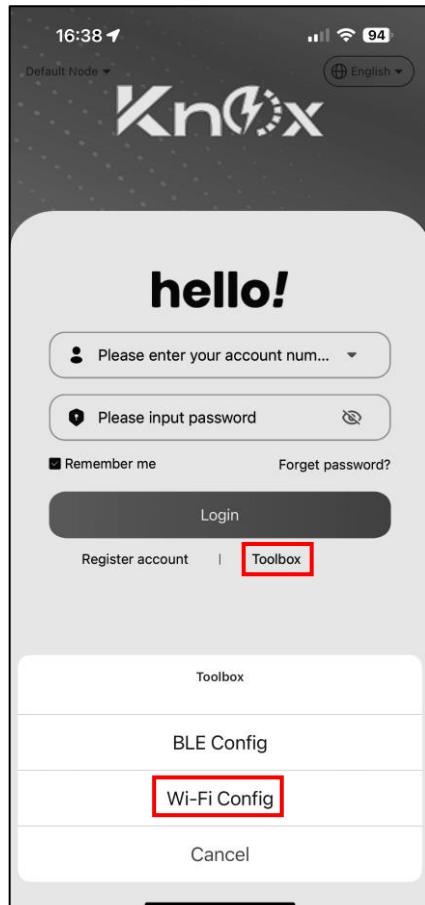 16:38 94
Default Node English
Knox
hello!
Please enter your account num...
Please input password
Remember me Forget password?
Login
Register account | Toolbox
Toolbox
BLE Config
Wi-Fi Config
Cancel